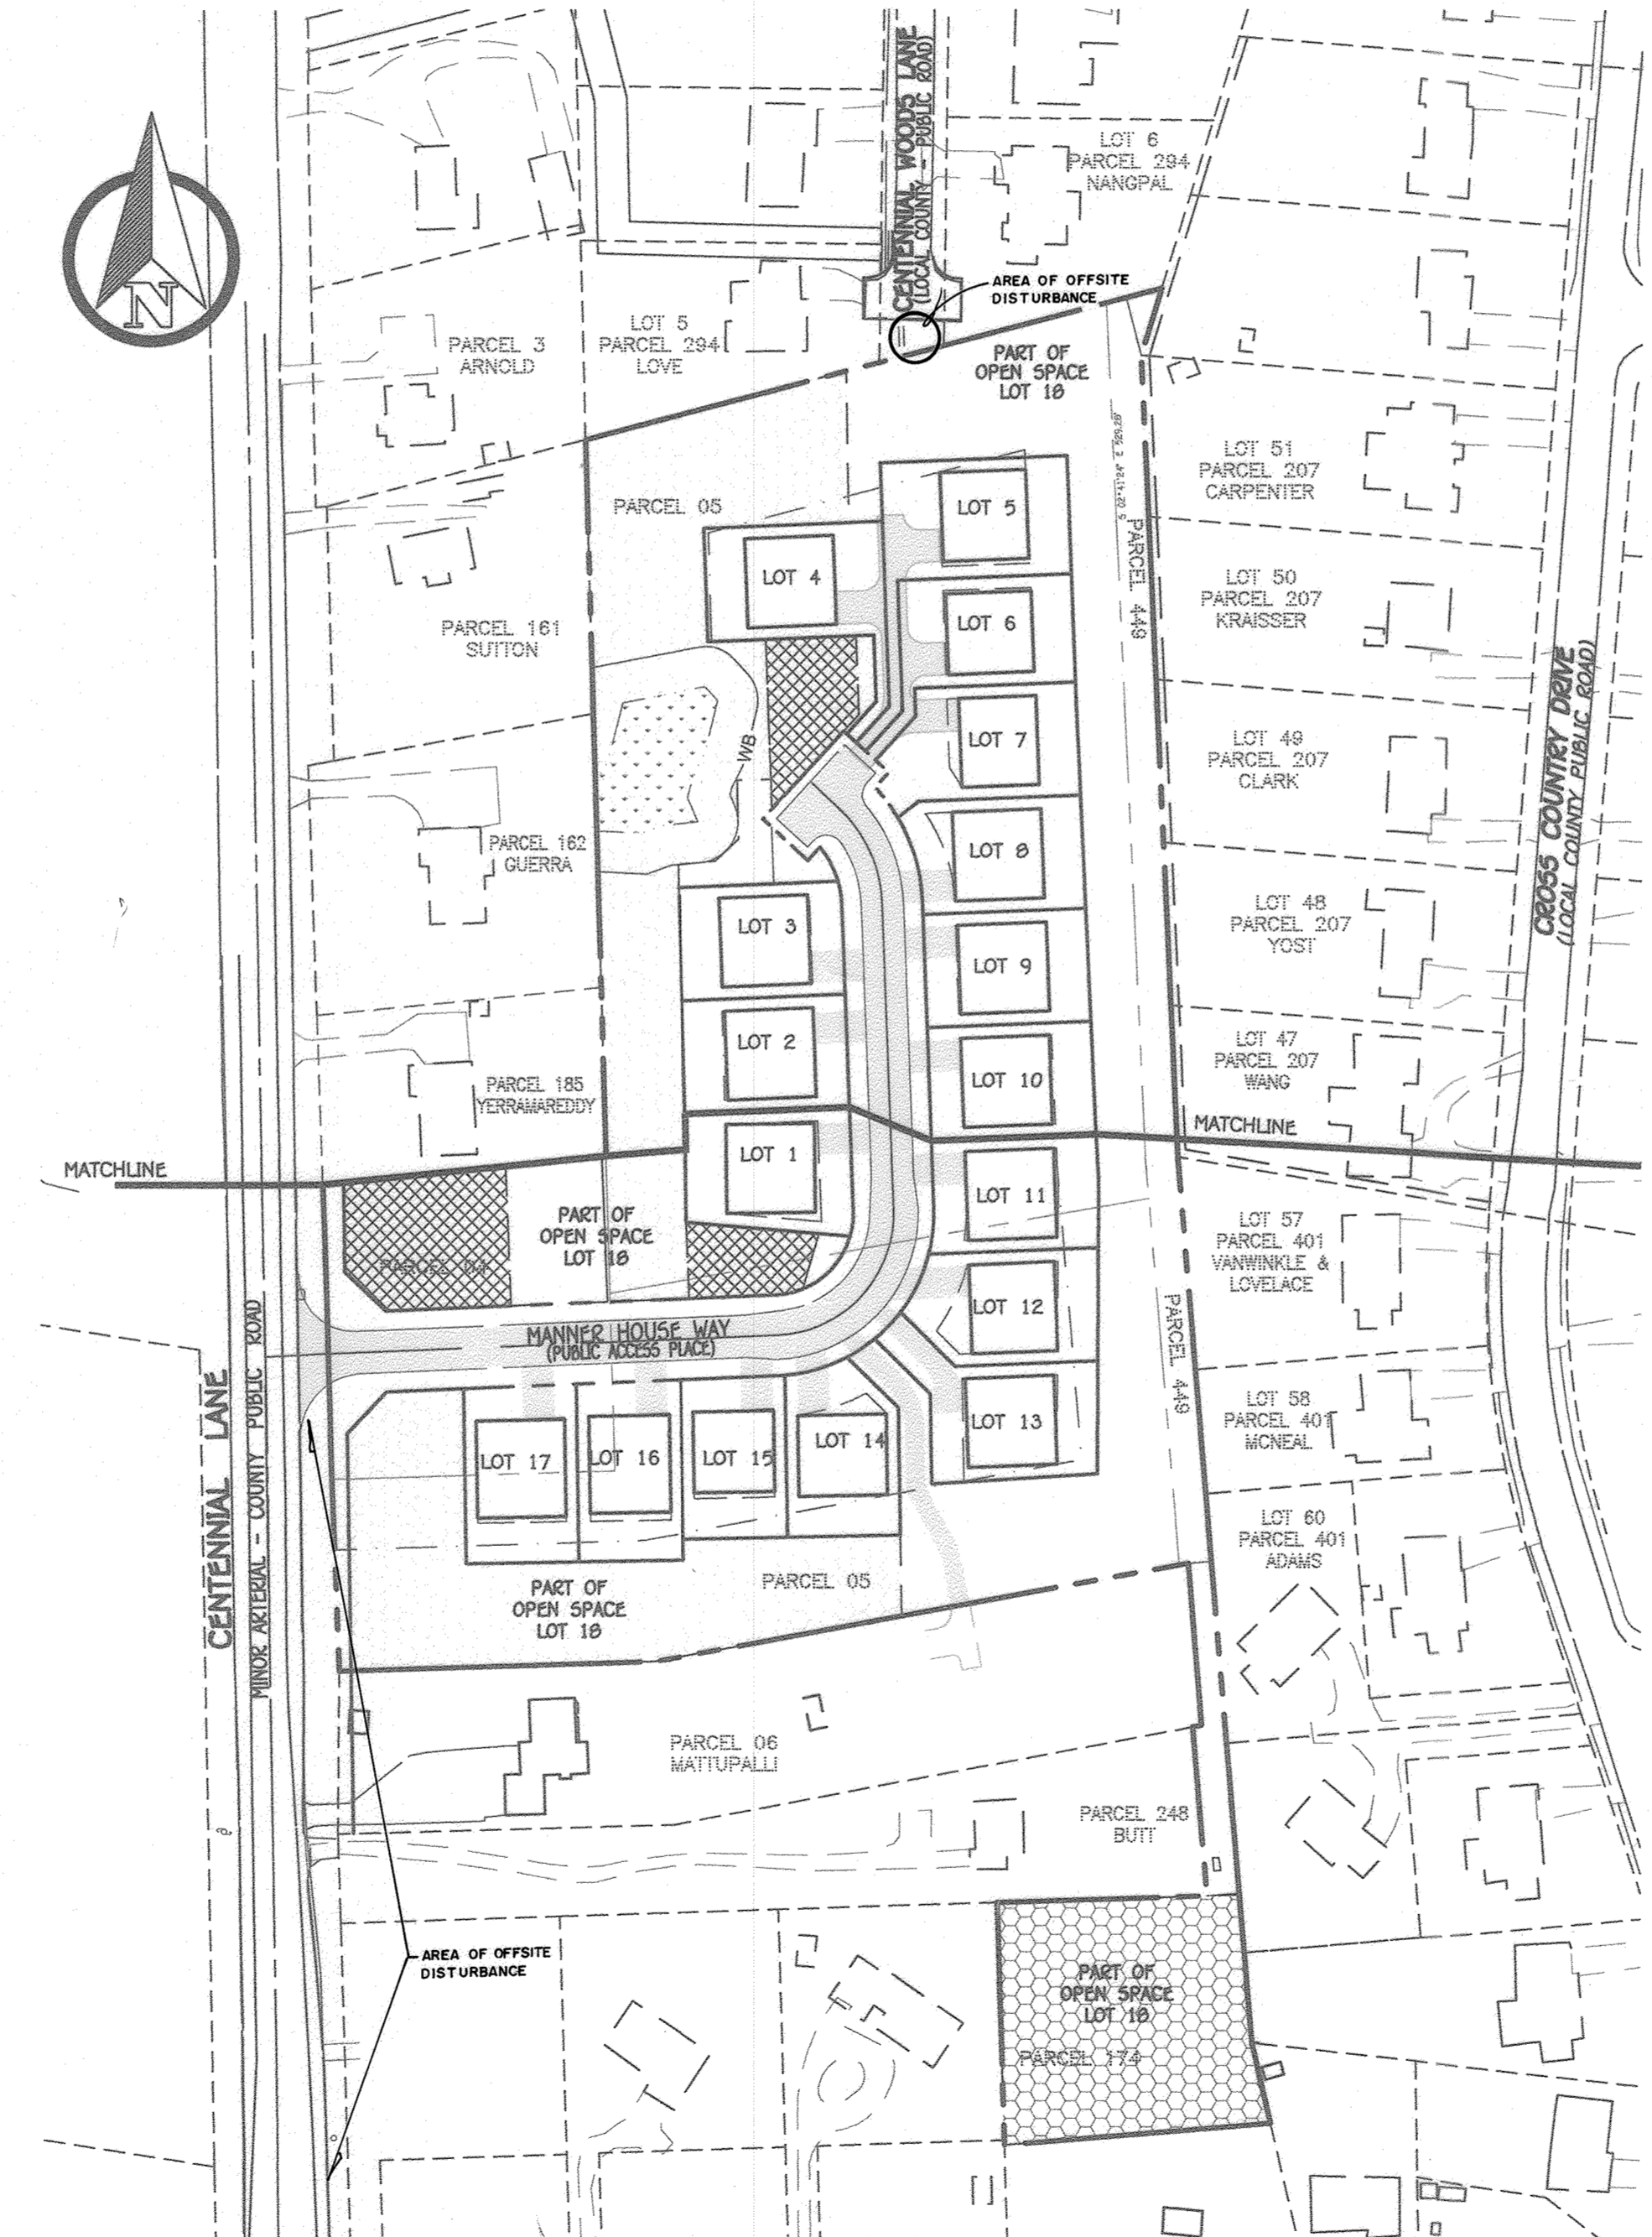 CENTENNIAL WOODS LANE
(LOCAL COUNTY - PUBLIC ROAD)
LOT 6
PARCEL 294
NANGPAL
N
AREA OF OFFSITE
DISTURBANCE
PARCEL 3
ARNOLD
LOT 5
PARCEL 294
LOVE
PART OF
OPEN SPACE
LOT 18
LOT 51
PARCEL 207
CARPENTER
PARCEL 05
LOT 5
LOT 4
PARCEL 449
LOT 50
PARCEL 207
KRAISSER
PARCEL 161
SUTTON
LOT 6
LOT 7
WB
LOT 49
PARCEL 207
CLARK
CROSS COUNTRY DRIVE
(LOCAL COUNTY PUBLIC ROAD)
PARCEL 162
GUERRA
LOT 8
LOT 3
LOT 9
LOT 48
PARCEL 207
YOST
LOT 2
LOT 10
LOT 47
PARCEL 207
WANG
PARCEL 185
YERRAMAREDDY
MATCHLINE
MATCHLINE
LOT 1
LOT 11
PART OF
OPEN SPACE
LOT 18
LOT 57
PARCEL 401
VANWINKLE &
LOVELACE
LOT 12
MANNER HOUSE WAY
(PUBLIC ACCESS PLACE)
PARCEL 449
CENTENNIAL LANE
MINOR ARTERIAL - COUNTY PUBLIC ROAD
LOT 13
LOT 58
PARCEL 401
MCNEAL
LOT 17
LOT 16
LOT 15
LOT 14
LOT 60
PARCEL 401
ADAMS
PARCEL 05
PART OF
OPEN SPACE
LOT 18
PARCEL 06
MATTUPALLI
PARCEL 248
BUTT
AREA OF OFFSITE
DISTURBANCE
PART OF
OPEN SPACE
LOT 18
PARCEL 174